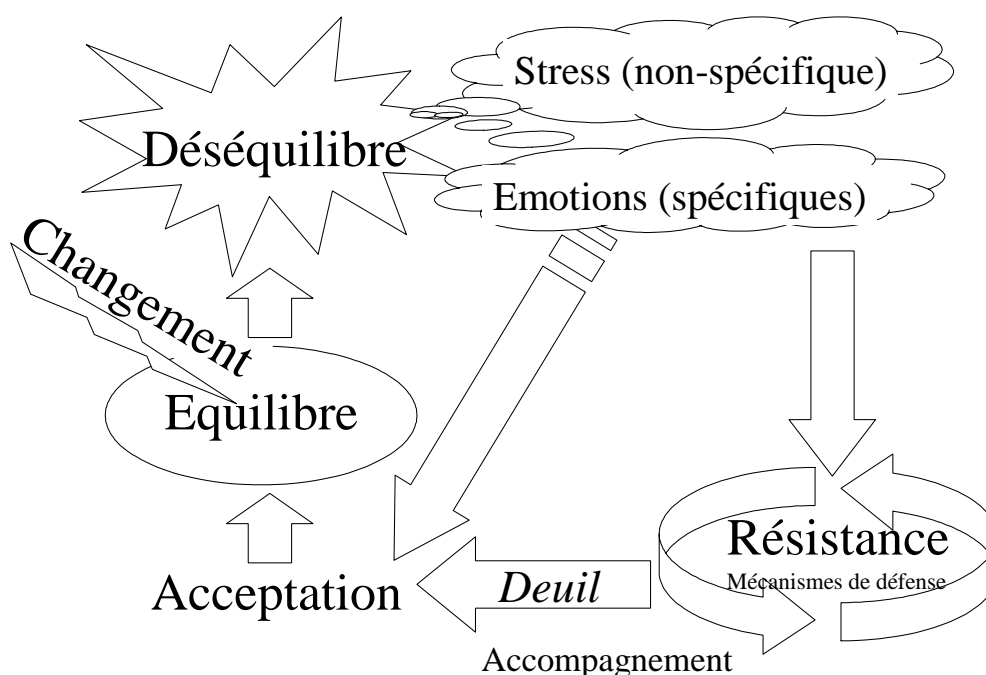 Stress (non-spécifique)
Déséquilibre
Emotions (spécifiques)
Changement
Equilibre
Résistance
Mécanismes de défense
Deuil
Acceptation
Accompagnement